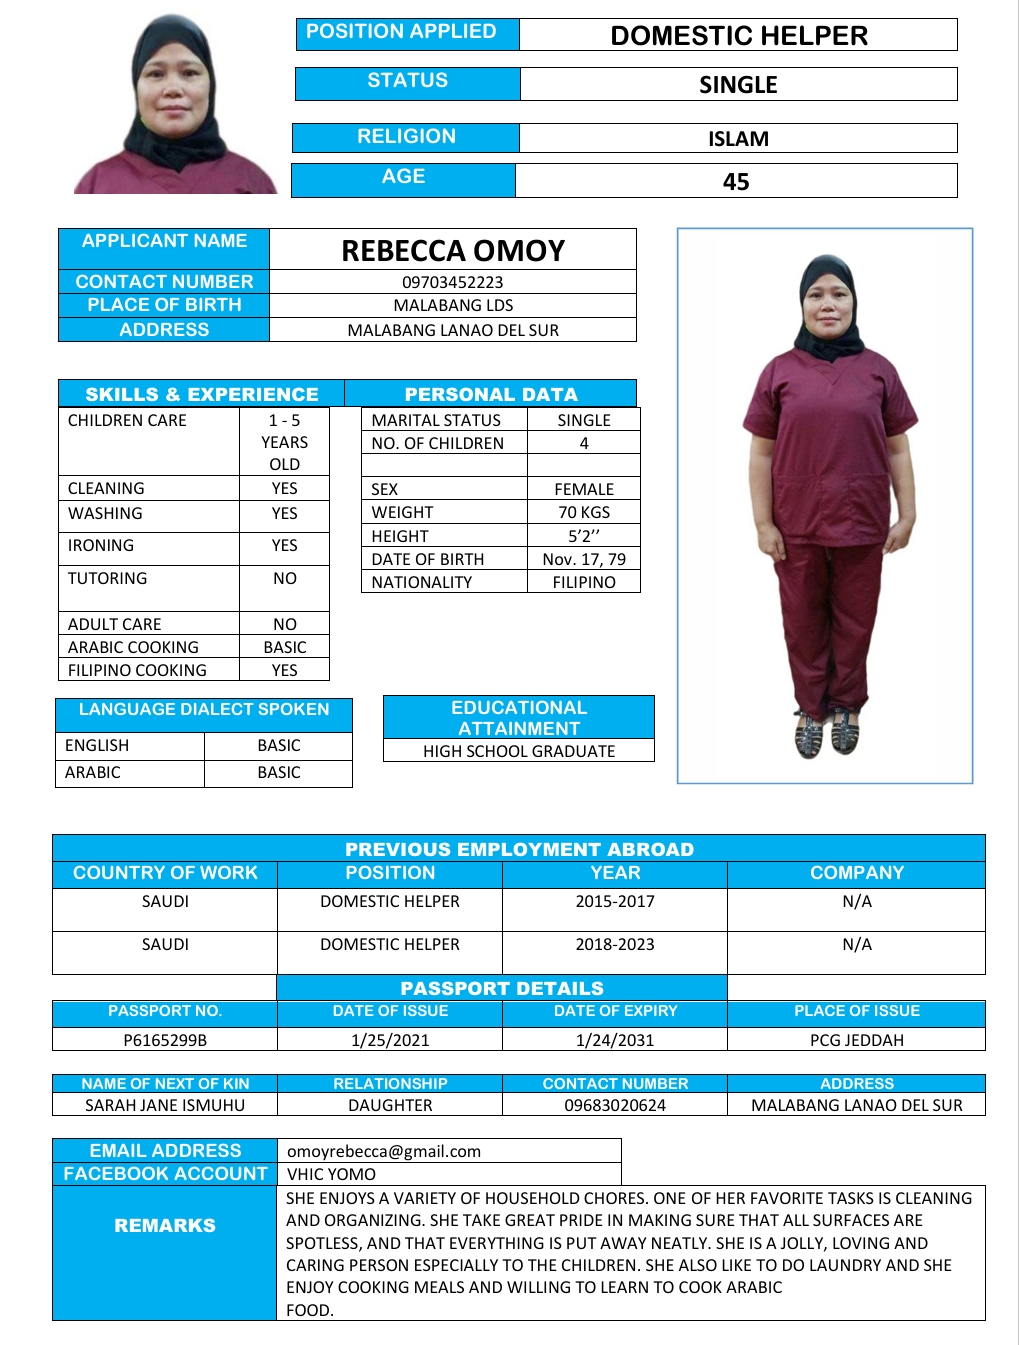 POSITION APPLIED DOMESTIC HELPER
STATUS SINGLE
RELIGION ISLAM
AGE 45
APPLICANT NAME REBECCA OMOY
CONTACT NUMBER 09703452223
PLACE OF BIRTH MALABANG LDS
ADDRESS MALABANG LANAO DEL SUR
SKILLS & EXPERIENCE
CHILDREN CARE 1 - 5
YEARS
OLD
CLEANING YES
WASHING YES
IRONING YES
TUTORING NO
ADULT CARE NO
ARABIC COOKING BASIC
FILIPINO COOKING YES
PERSONAL DATA
MARITAL STATUS SINGLE
NO. OF CHILDREN 4
SEX FEMALE
WEIGHT 70 KGS
HEIGHT 5’2’’
DATE OF BIRTH Nov. 17, 79
NATIONALITY FILIPINO
LANGUAGE DIALECT SPOKEN
ENGLISH BASIC
ARABIC BASIC
EDUCATIONAL
ATTAINMENT
HIGH SCHOOL GRADUATE
PREVIOUS EMPLOYMENT ABROAD
COUNTRY OF WORK POSITION YEAR COMPANY
SAUDI DOMESTIC HELPER 2015-2017 N/A
SAUDI DOMESTIC HELPER 2018-2023 N/A
PASSPORT DETAILS
PASSPORT NO. DATE OF ISSUE DATE OF EXPIRY PLACE OF ISSUE
P6165299B 1/25/2021 1/24/2031 PCG JEDDAH
NAME OF NEXT OF KIN RELATIONSHIP CONTACT NUMBER ADDRESS
SARAH JANE ISMUHU DAUGHTER 09683020624 MALABANG LANAO DEL SUR
EMAIL ADDRESS omoyrebecca@gmail.com
FACEBOOK ACCOUNT VHIC YOMO
REMARKS
SHE ENJOYS A VARIETY OF HOUSEHOLD CHORES. ONE OF HER FAVORITE TASKS IS CLEANING
AND ORGANIZING. SHE TAKE GREAT PRIDE IN MAKING SURE THAT ALL SURFACES ARE
SPOTLESS, AND THAT EVERYTHING IS PUT AWAY NEATLY. SHE IS A JOLLY, LOVING AND
CARING PERSON ESPECIALLY TO THE CHILDREN. SHE ALSO LIKE TO DO LAUNDRY AND SHE
ENJOY COOKING MEALS AND WILLING TO LEARN TO COOK ARABIC
FOOD.